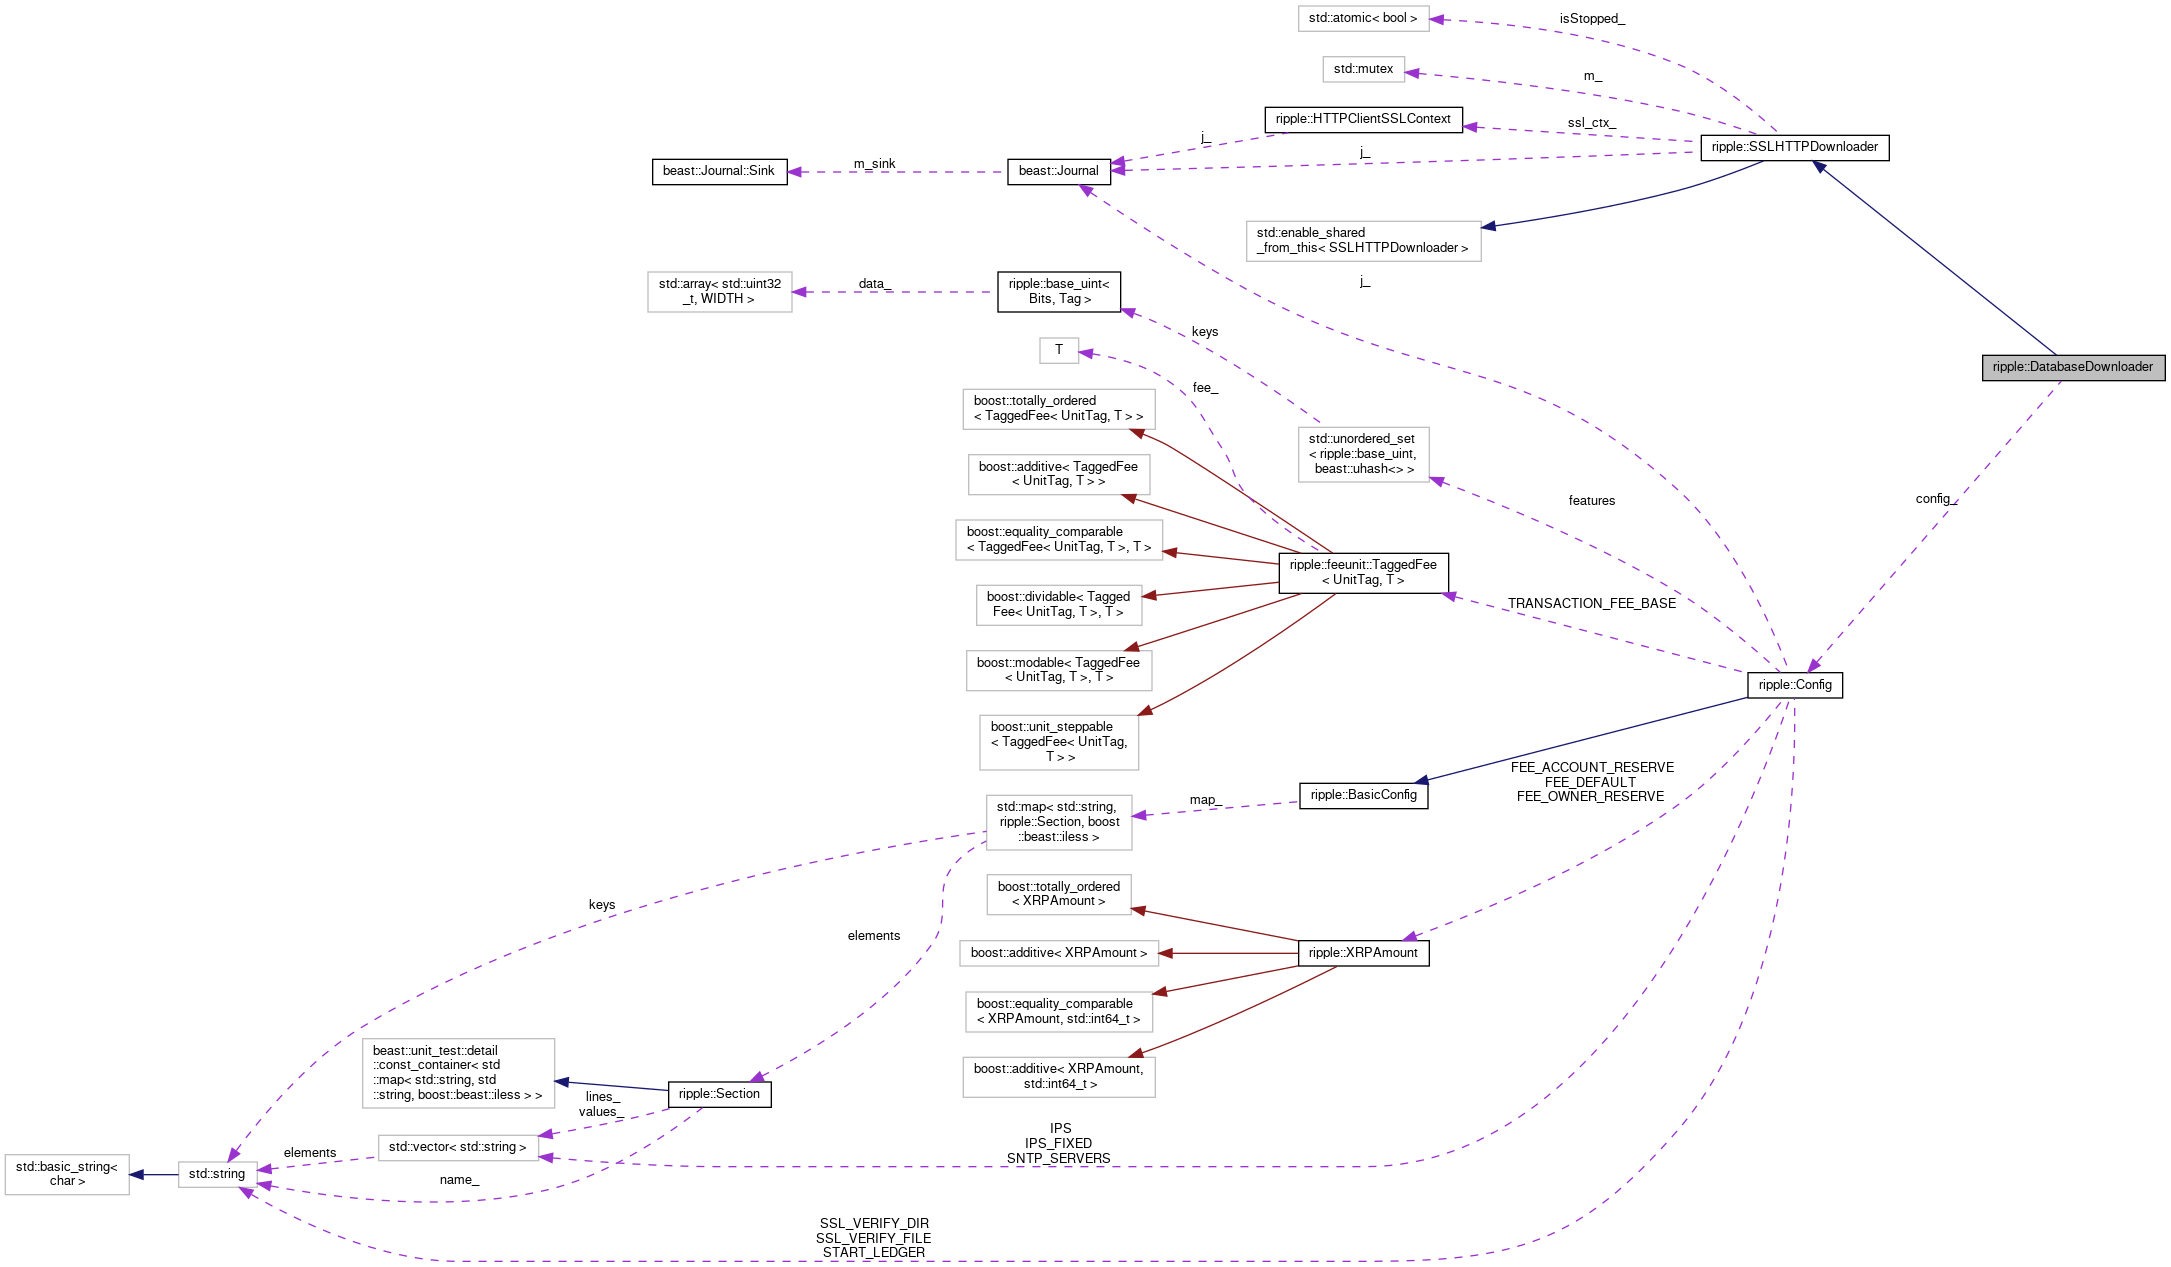 std::atomic< bool >
isStopped_
std::mutex
m_
ripple::HTTPClientSSLContext
ssl_ctx_
ripple::SSLHTTPDownloader
j_
j_
beast::Journal::Sink
m_sink
beast::Journal
std::enable_shared
_from_this< SSLHTTPDownloader >
j_
std::array< std::uint32
_t, WIDTH >
data_
ripple::base_uint<
Bits, Tag >
keys
T
fee_
ripple::DatabaseDownloader
boost::totally_ordered
< TaggedFee< UnitTag, T > >
std::unordered_set
< ripple::base_uint,
beast::uhash<> >
boost::additive< TaggedFee
< UnitTag, T > >
features
config_
boost::equality_comparable
< TaggedFee< UnitTag, T >, T >
ripple::feeunit::TaggedFee
< UnitTag, T >
boost::dividable< Tagged
Fee< UnitTag, T >, T >
TRANSACTION_FEE_BASE
boost::modable< TaggedFee
< UnitTag, T >, T >
ripple::Config
boost::unit_steppable
< TaggedFee< UnitTag,
T > >
FEE_ACCOUNT_RESERVE
FEE_DEFAULT
FEE_OWNER_RESERVE
ripple::BasicConfig
map_
std::map< std::string,
ripple::Section, boost
::beast::iless >
keys
elements
boost::totally_ordered
< XRPAmount >
boost::additive< XRPAmount >
ripple::XRPAmount
boost::equality_comparable
< XRPAmount, std::int64_t >
boost::additive< XRPAmount,
std::int64_t >
beast::unit_test::detail
::const_container< std
::map< std::string, std
::string, boost::beast::iless > >
ripple::Section
lines_
values_
std::vector< std::string >
IPS
IPS_FIXED
SNTP_SERVERS
elements
std::basic_string<
char >
std::string
name_
SSL_VERIFY_DIR
SSL_VERIFY_FILE
START_LEDGER